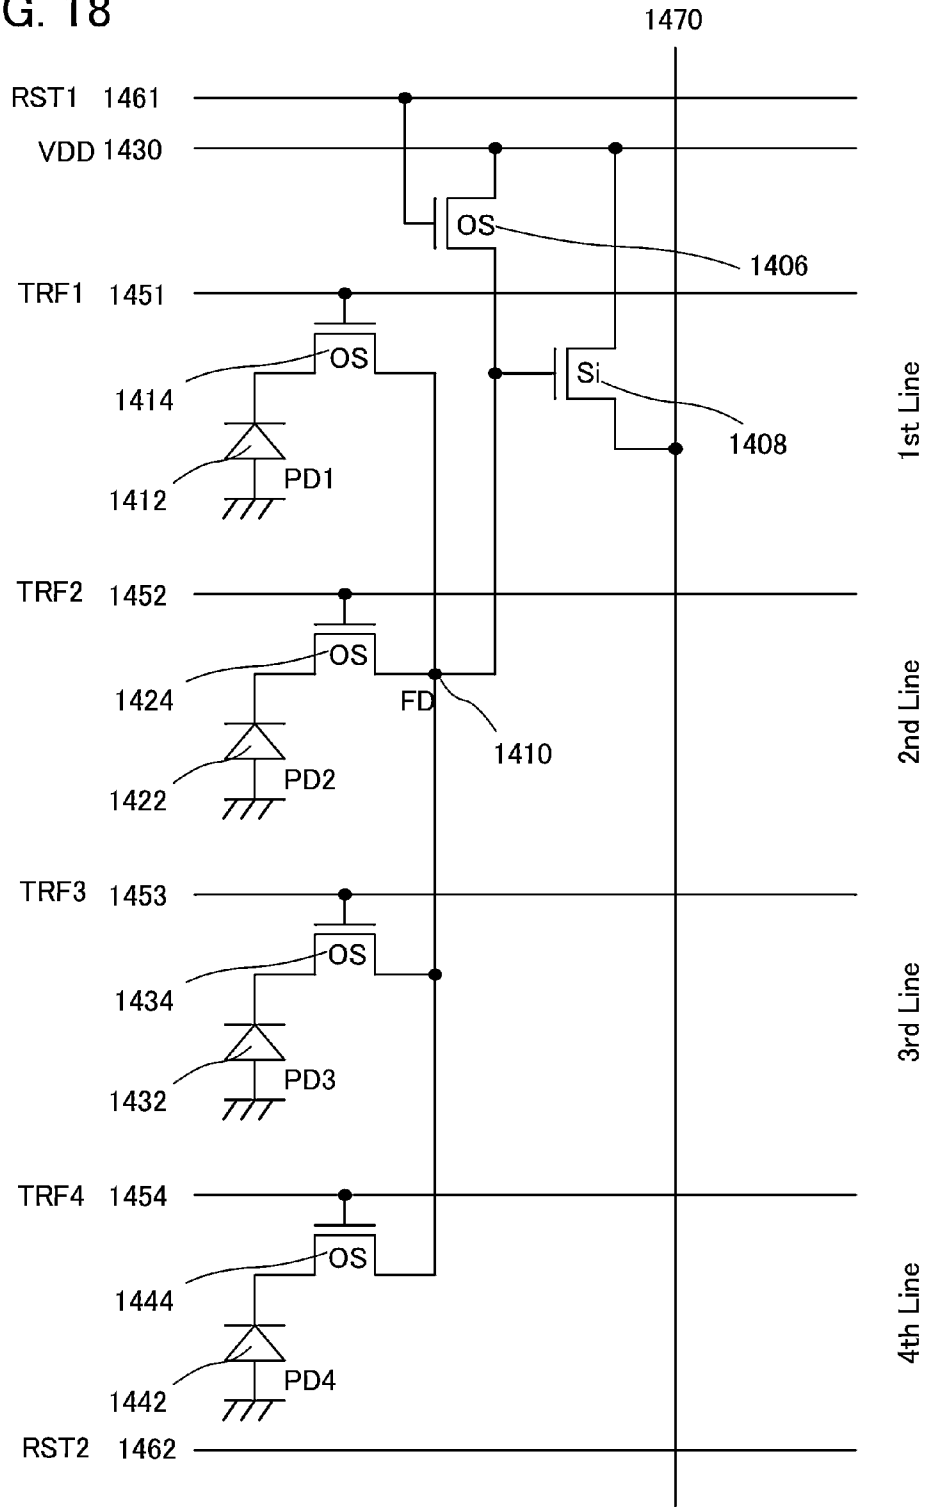 G. 18
1470
RST1 1461
VDD 1430
OS
1406
TRF1 1451
OS
Si
1414
1408
1st Line
PD1
1412
TRF2 1452
OS
1424
FD
2nd Line
1410
PD2
1422
TRF3 1453
OS
1434
3rd Line
PD3
1432
TRF4 1454
OS
1444
4th Line
PD4
1442
RST2 1462